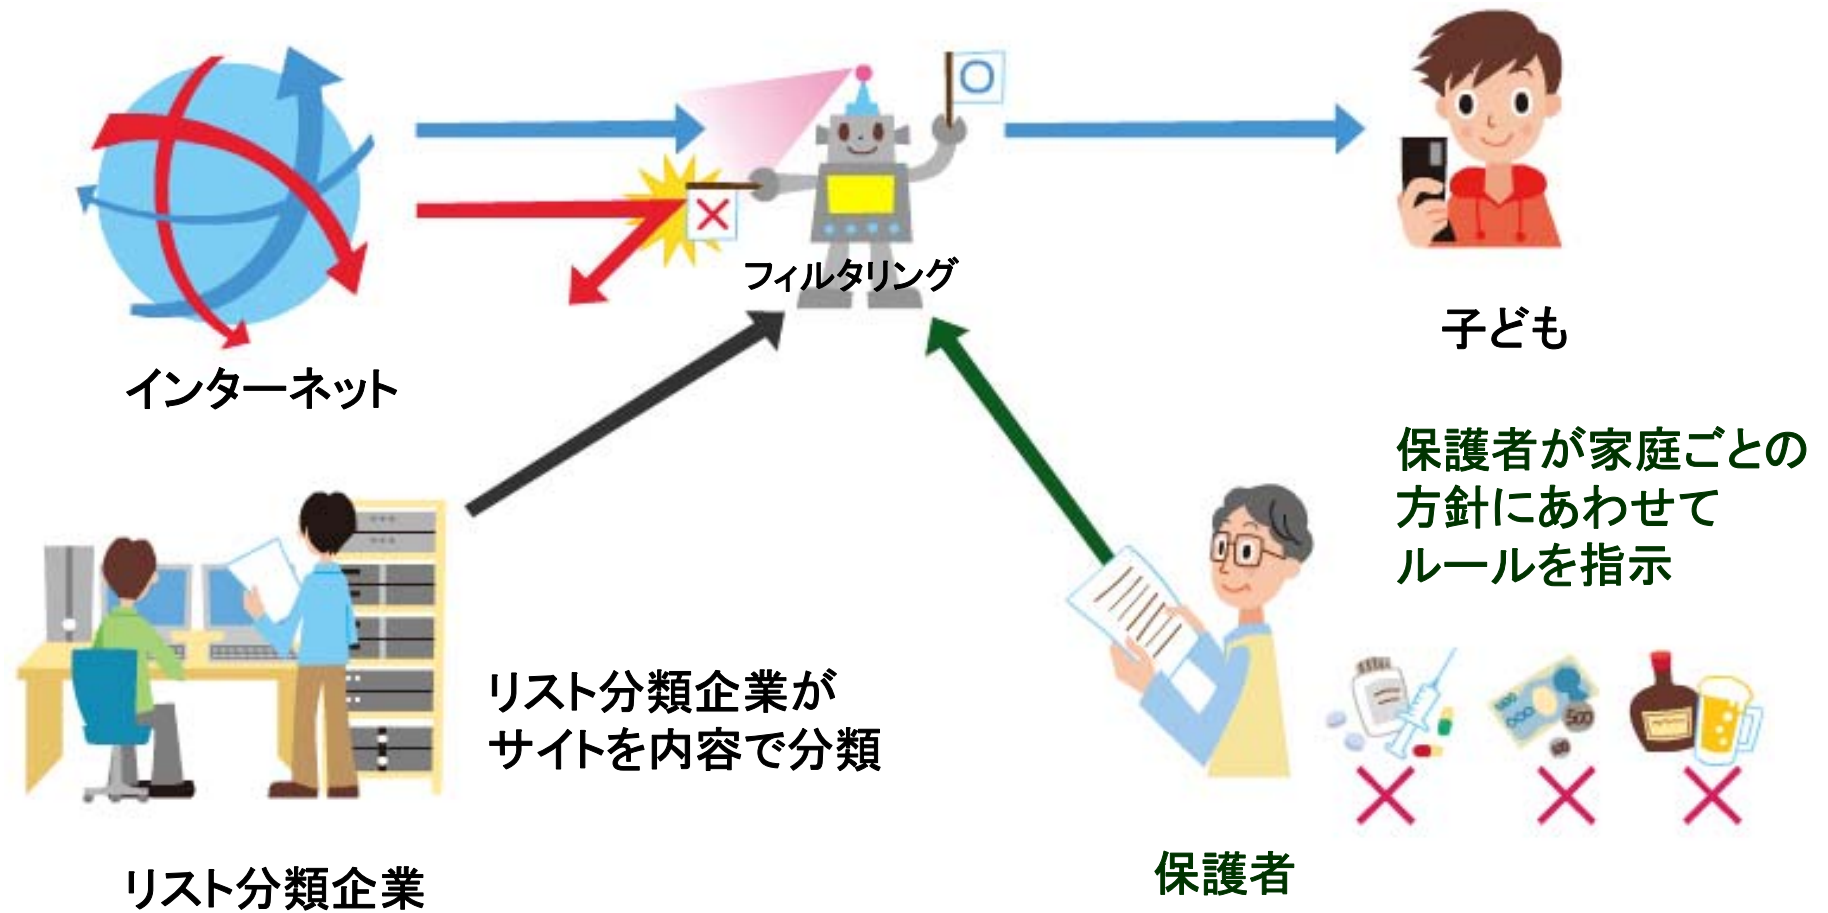 フィルタリング
インターネット
子ども
保護者が家庭ごとの
方針にあわせて
ルールを指示
リスト分類企業が
サイトを内容で分類
リスト分類企業
保護者
500